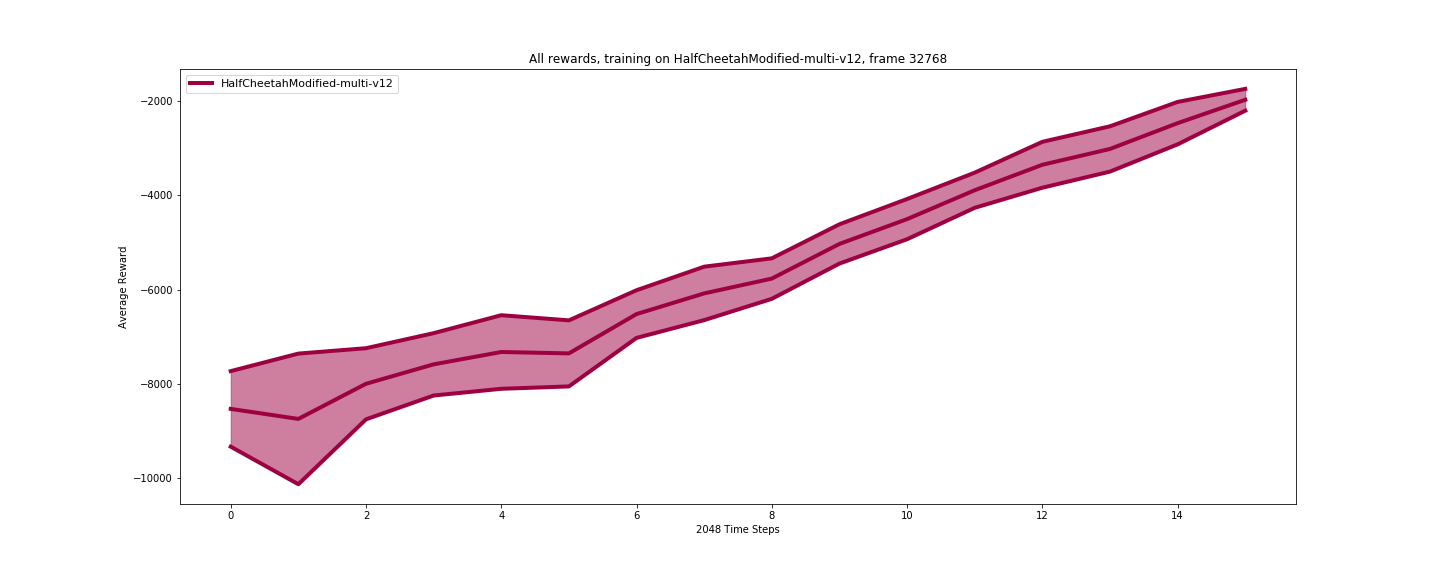 All rewards, training on HalfCheetahModified-multi-v12, frame 32768
HalfCheetahModified-multi-v12
Average Reward
−2000
−4000
−6000
−8000
−10000
0 2 4 6 8 10 12 14
2048 Time Steps